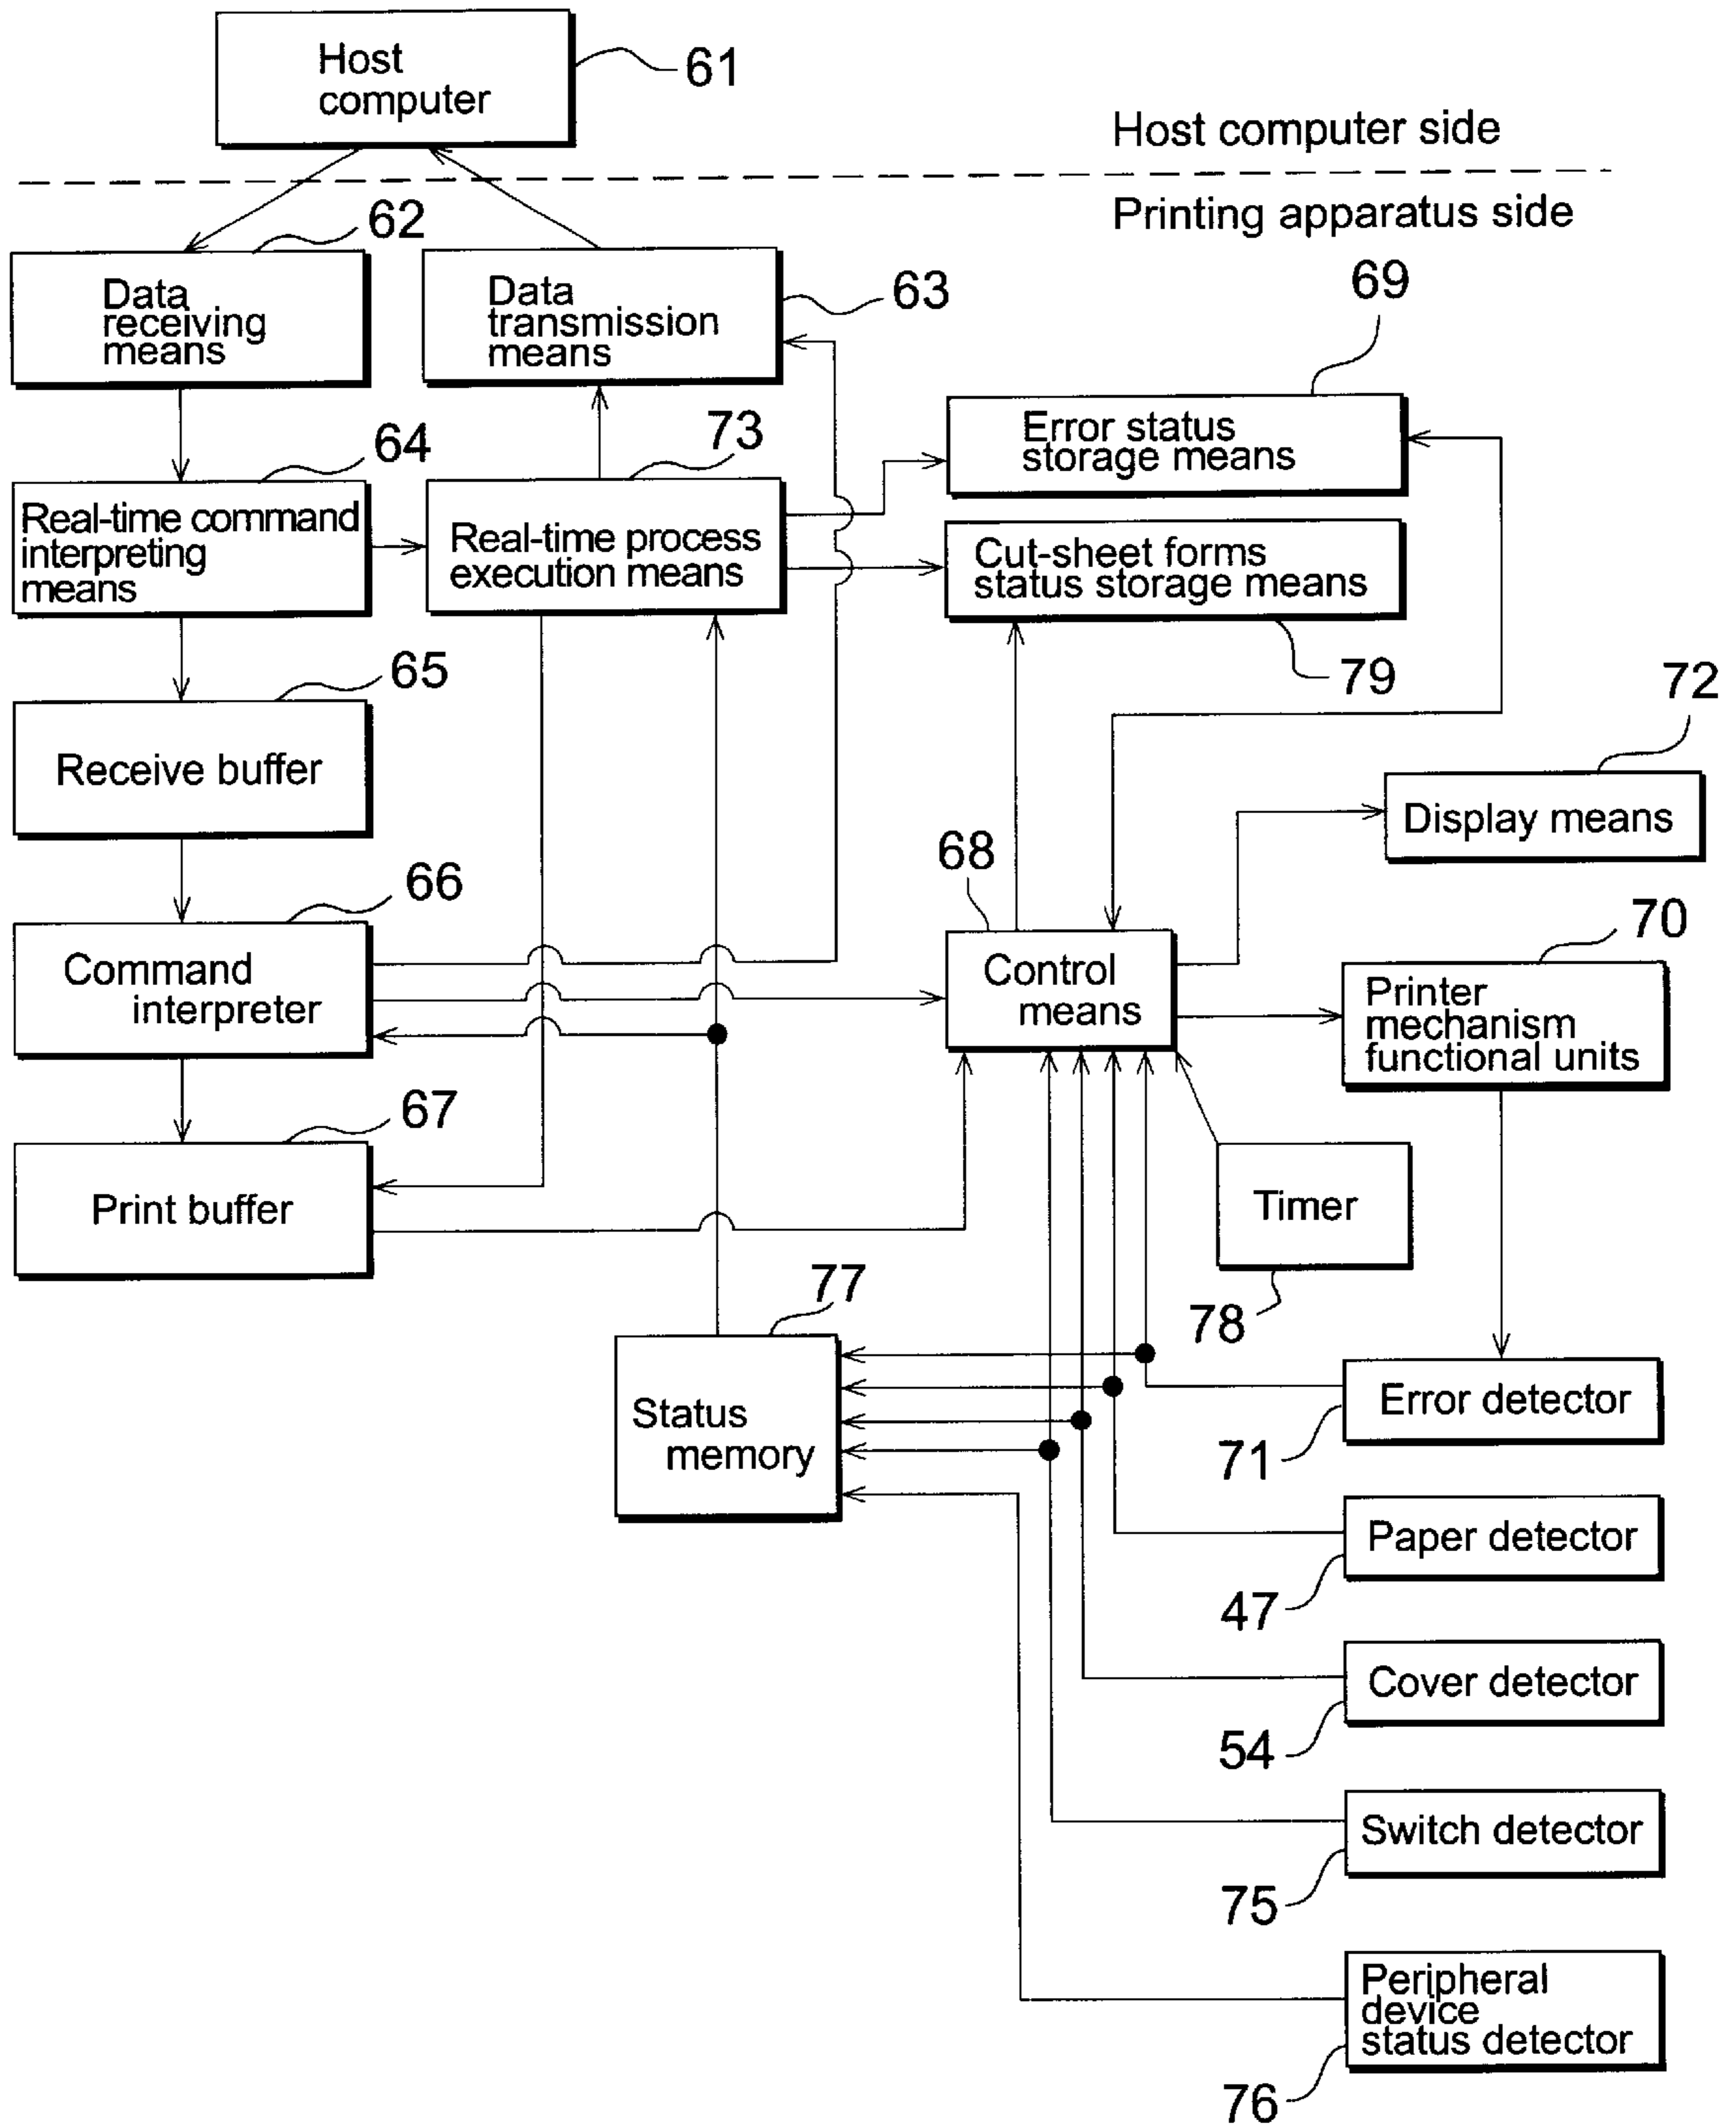 Host
computer
61
Host computer side
Printing apparatus side
62
Data
receiving
means
Data
transmission
means
63
69
Error status
storage means
64
Real-time command
interpreting
means
73
Real-time process
execution means
Cut-sheet forms
status storage means
79
65
Receive buffer
72
Display means
66
Command
interpreter
68
Control
means
70
Printer
mechanism
functional units
67
Print buffer
Timer
78
77
Status
memory
Error detector
71
Paper detector
47
Cover detector
54
Switch detector
75
Peripheral
device
status detector
76